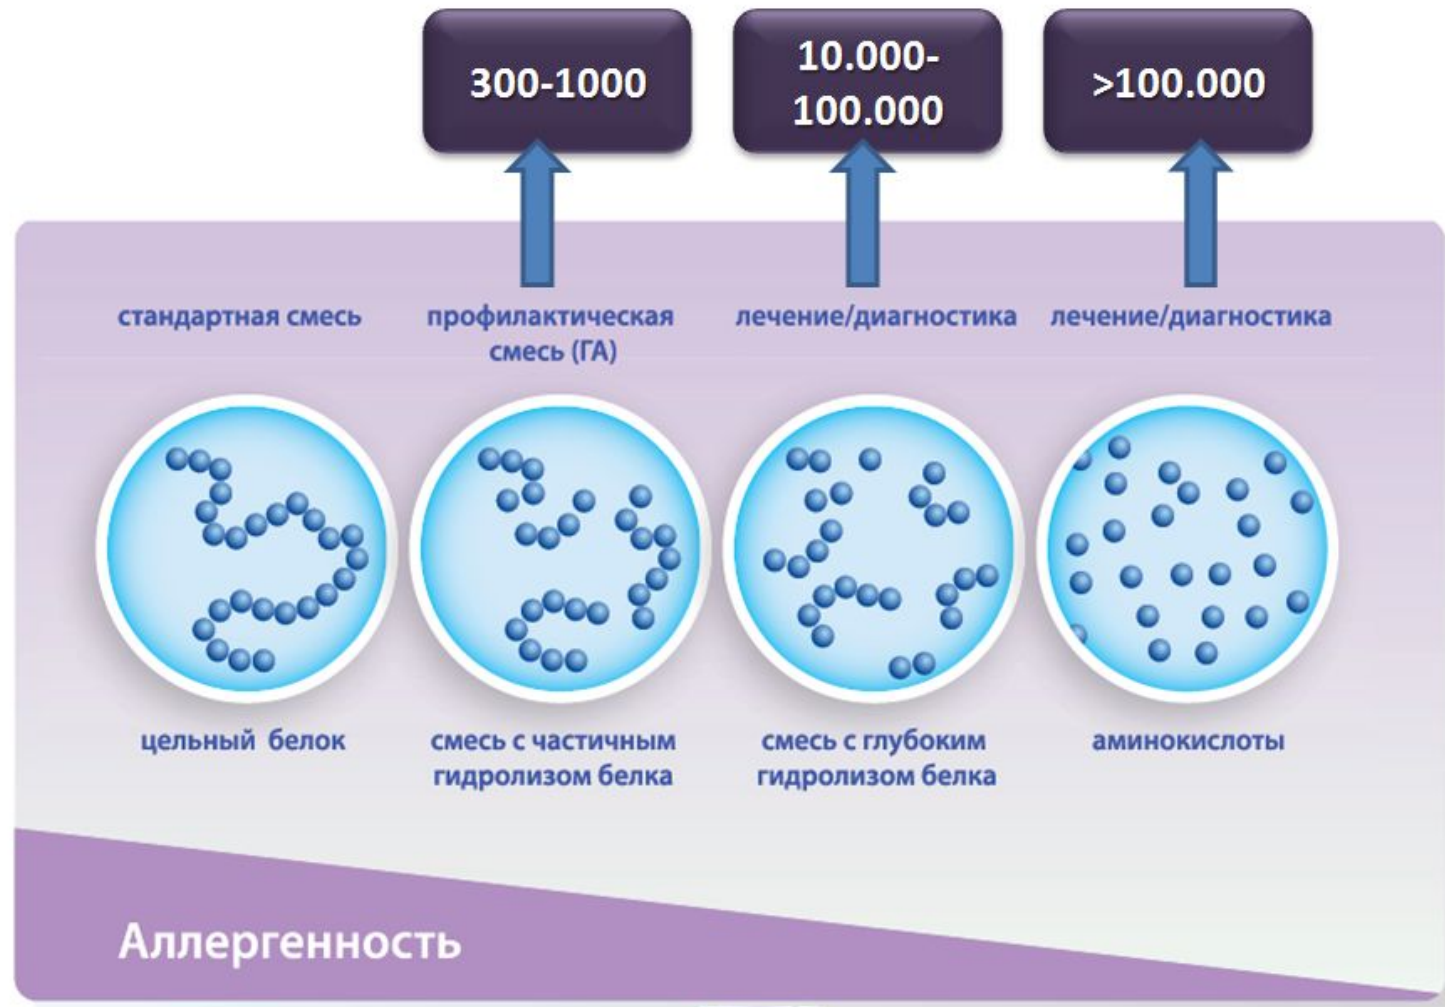 300-1000
10.000-
100.000
>100.000
стандартная смесь
профилактическая
смесь (ГА)
лечение/диагностика
лечение/диагностика
цельный белок
смесь с частичным
гидролизом белка
смесь с глубоким
гидролизом белка
аминокислоты
Аллергенность